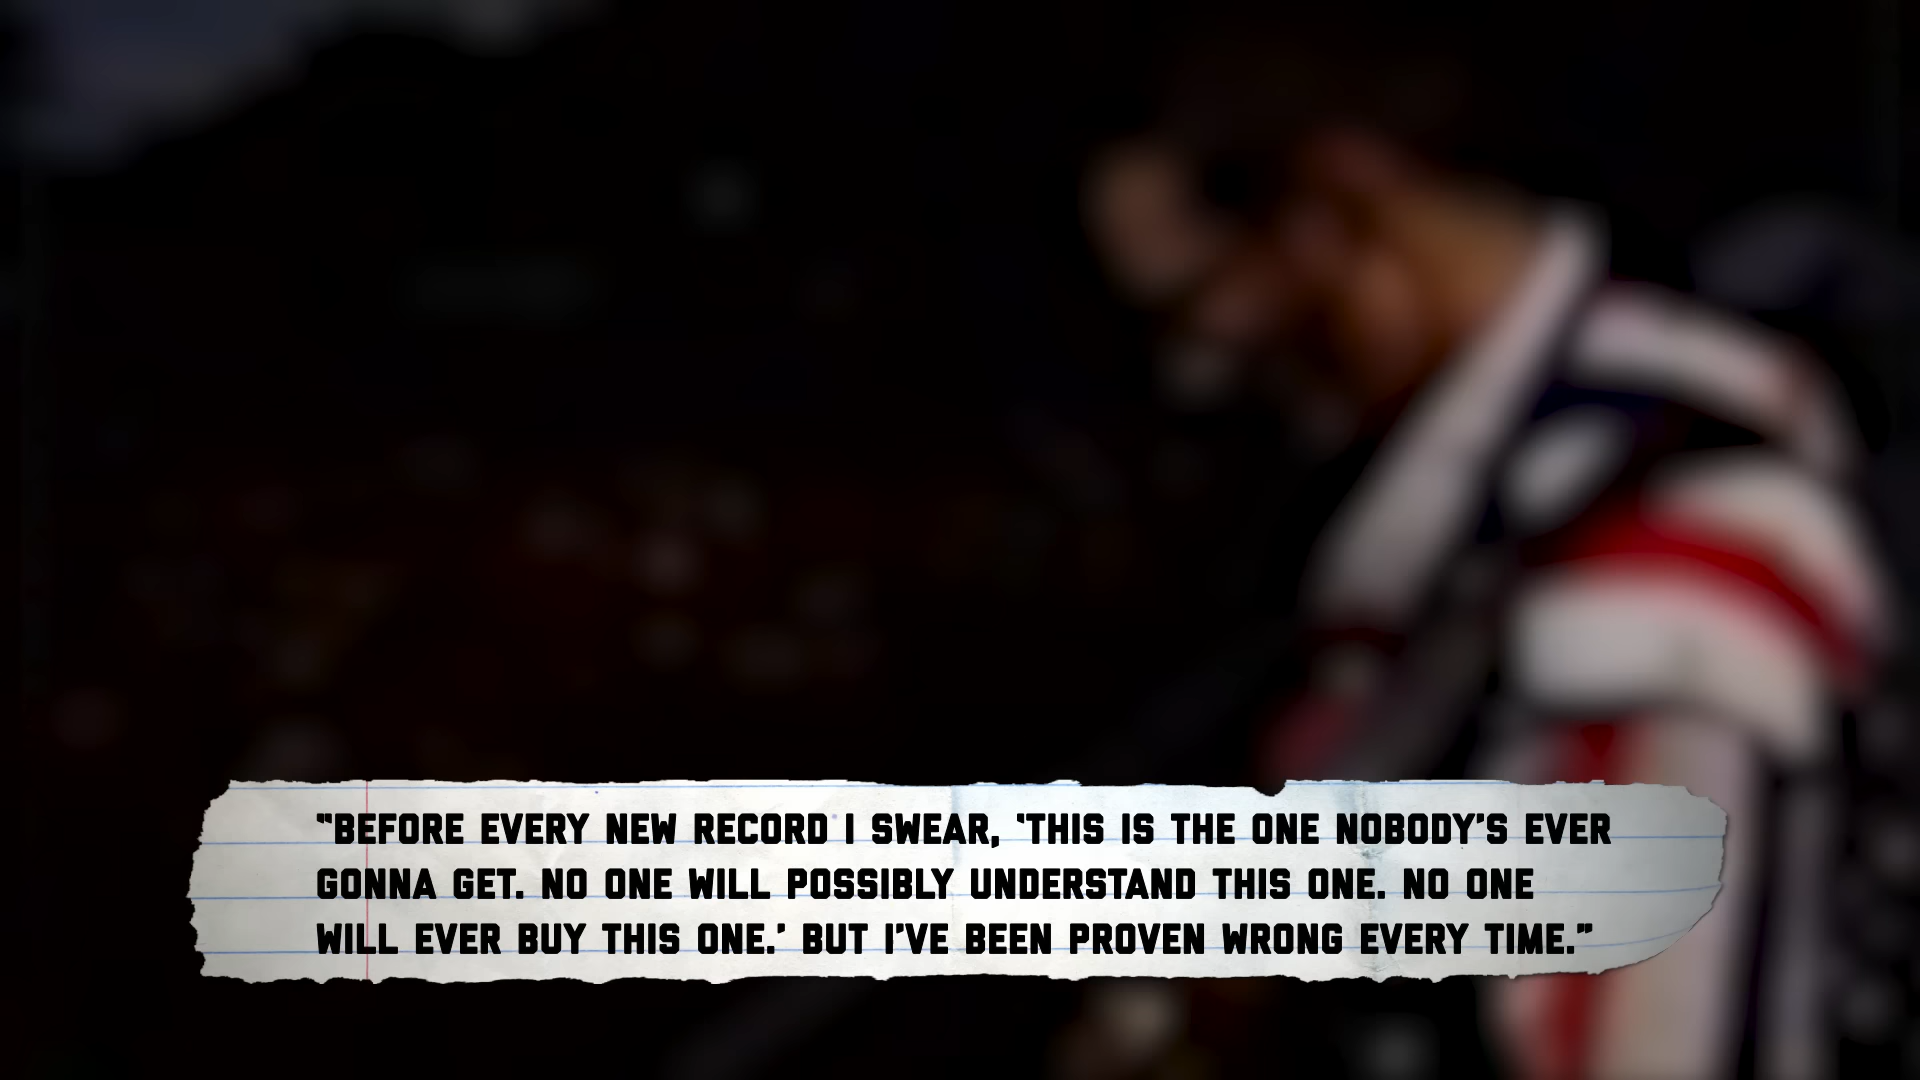 "BEFORE EVERY NEW RECORD I SWEAR, 'THIS IS THE ONE NOBODY'S EVER
GONNA GET. NO ONE WILL POSSIBLY UNDERSTAND THIS ONE. NO ONE
WILL EVER BUY THIS ONE.' BUT I'VE BEEN PROVEN WRONG EVERY TIME."